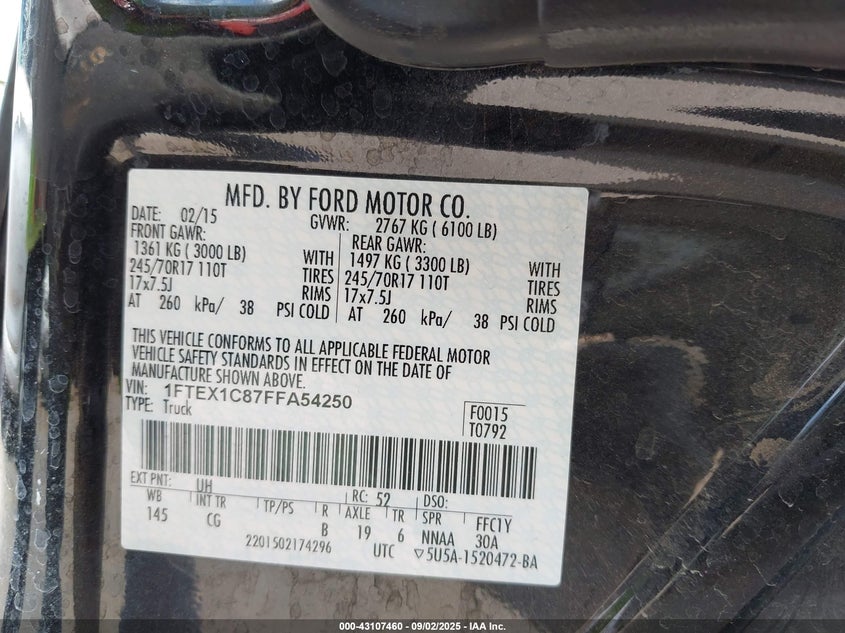 MFD. BY FORD MOTOR CO.
DATE: 02/15 GVWR: 2767 KG ( 6100 LB)
FRONT GAWR: REAR GAWR:
1361 KG ( 3000 LB) WITH 1497 KG ( 3300 LB) WITH
245/70R17 110T TIRES 245/70R17 110T TIRES
17x7.5J RIMS 17x7.5J RIMS
AT 260 kPa/ 38 PSI COLD AT 260 kPa/ 38 PSI COLD
THIS VEHICLE CONFORMS TO ALL APPLICABLE FEDERAL MOTOR
VEHICLE SAFETY STANDARDS IN EFFECT ON THE DATE OF
MANUFACTURE SHOWN ABOVE.
VIN: 1FTEX1C87FFA54250
TYPE: Truck
F0015
T0792
EXT PNT: UH RC: 52 DSO:
WB INT TR TP/PS R AXLE TR SPR FFC1Y
145 CG B 19 6 NNAA 30A
2201502174296 UTC ▽5U5A-1520472-BA
000-43107460 - 09/02/2025 - IAA Inc.